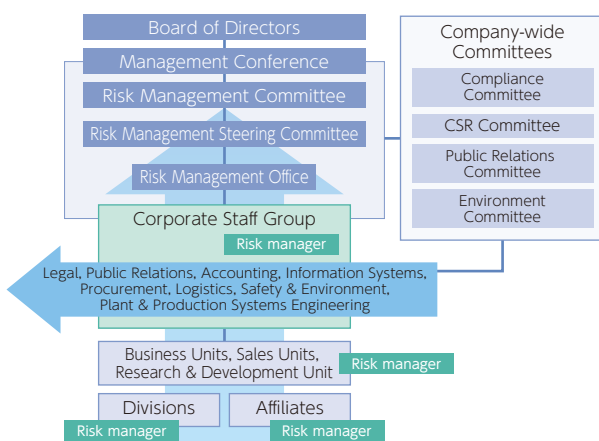 Board of Directors
Management Conference
Risk Management Committee
Risk Management Steering Committee
Risk Management Office
Company-wide
Committees
Compliance
Committee
CSR Committee
Public Relations
Committee
Environment
Committee
Corporate Staff Group
Risk manager
Legal, Public Relations, Accounting, Information Systems,
Procurement, Logistics, Safety & Environment,
Plant & Production Systems Engineering
Business Units, Sales Units,
Research & Development Unit
Risk manager
Divisions
Risk manager
Affiliates
Risk manager